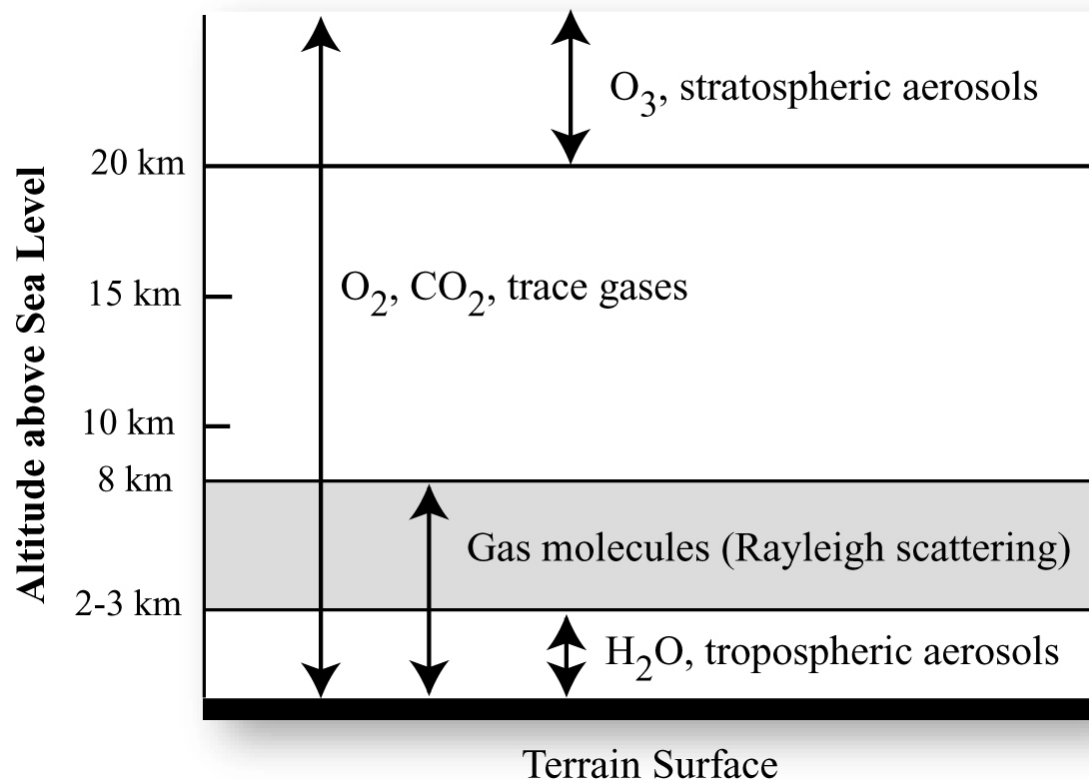 O₃, stratospheric aerosols
20 km
O₂, CO₂, trace gases
15 km
10 km
8 km
Gas molecules (Rayleigh scattering)
2-3 km
H₂O, tropospheric aerosols
Altitude above Sea Level
Terrain Surface